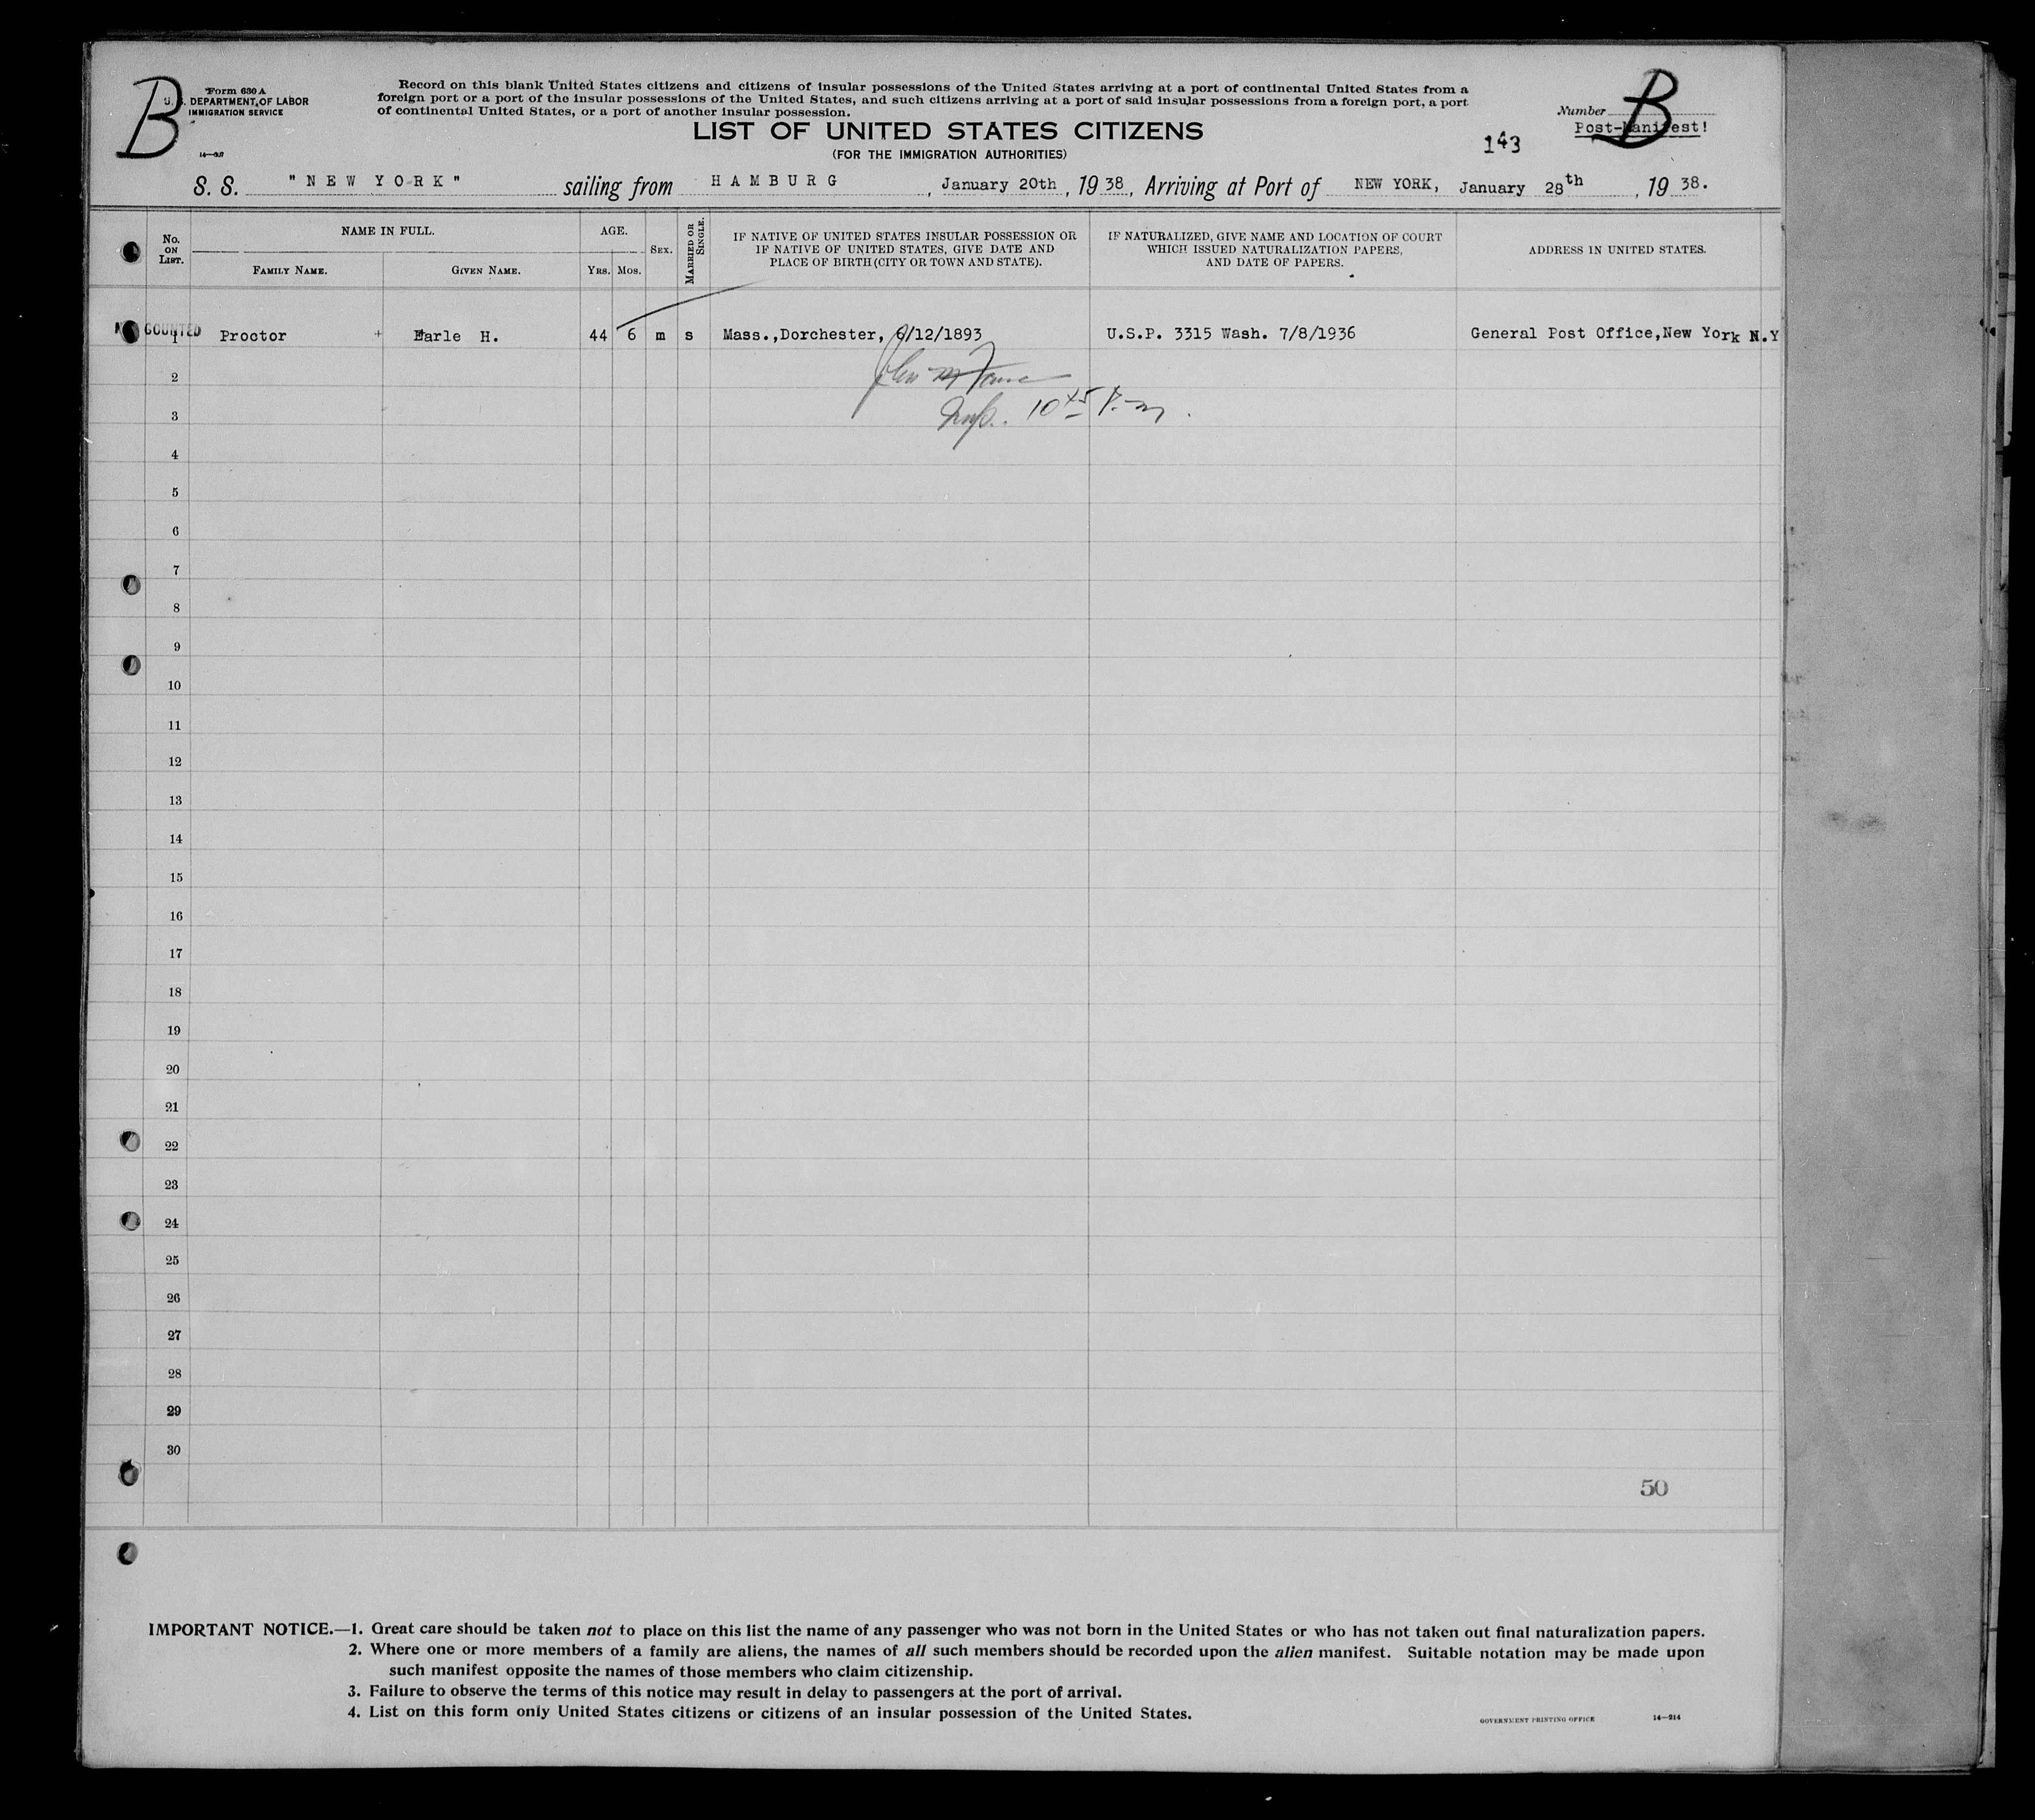 B
Form 630 A
U. S. DEPARTMENT OF LABOR
IMMIGRATION SERVICE
Record on this blank United States citizens and citizens of insular possessions of the United States arriving at a port of continental United States from a
foreign port or a port of the insular possessions of the United States, and such citizens arriving at a port of said insular possessions from a foreign port, a port
of continental United States, or a port of another insular possession.
Number B
Post-Manifest!
LIST OF UNITED STATES CITIZENS
143
(FOR THE IMMIGRATION AUTHORITIES)
S. S. "NEW YORK" sailing from HAMBURG, January 20th, 19 38, Arriving at Port of NEW YORK, January 28th, 19 38.
No. ON LIST.
NAME IN FULL.
FAMILY NAME.
GIVEN NAME.
AGE.
YRS. MOS.
SEX.
MARRIED OR SINGLE.
IF NATIVE OF UNITED STATES INSULAR POSSESSION OR
IF NATIVE OF UNITED STATES, GIVE DATE AND
PLACE OF BIRTH (CITY OR TOWN AND STATE).
IF NATURALIZED, GIVE NAME AND LOCATION OF COURT
WHICH ISSUED NATURALIZATION PAPERS,
AND DATE OF PAPERS.
ADDRESS IN UNITED STATES.
COUNTED
1 Proctor + Earle H. 44 6 m s Mass.,Dorchester, 6/12/1893 U.S.P. 3315 Wash. 7/8/1936 General Post Office,New York N.Y
2 John M
3 Insp. 10 45 P.M.
4
5
6
7
8
9
10
11
12
13
14
15
16
17
18
19
20
21
22
23
24
25
26
27
28
29
30
50
IMPORTANT NOTICE.—1. Great care should be taken not to place on this list the name of any passenger who was not born in the United States or who has not taken out final naturalization papers.
2. Where one or more members of a family are aliens, the names of all such members should be recorded upon the alien manifest. Suitable notation may be made upon
such manifest opposite the names of those members who claim citizenship.
3. Failure to observe the terms of this notice may result in delay to passengers at the port of arrival.
4. List on this form only United States citizens or citizens of an insular possession of the United States.
GOVERNMENT PRINTING OFFICE 14—914